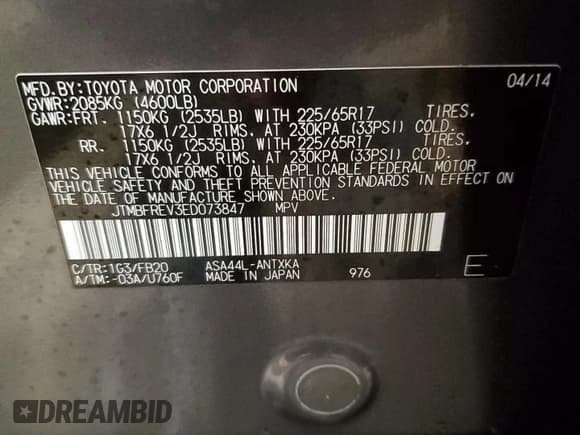 MFD.BY:TOYOTA MOTOR CORPORATION 04/14
GVWR:2085KG (4600LB)
GAWR:FRT. 1150KG (2535LB) WITH 225/65R17 TIRES.
17X6 1/2J RIMS. AT 230KPA (33PSI) COLD.
RR. 1150KG (2535LB) WITH 225/65R17 TIRES.
17X6 1/2J RIMS. AT 230KPA (33PSI) COLD.
THIS VEHICLE CONFORMS TO ALL APPLICABLE FEDERAL MOTOR
VEHICLE SAFETY AND THEFT PREVENTION STANDARDS IN EFFECT ON
THE DATE OF MANUFACTURE SHOWN ABOVE.
JTMBFREV3ED073847 MPV
C/TR:1G3/FB20 ASA44L-ANTXKA
A/TM:-03A/U760F MADE IN JAPAN 976 E
DREAMBID